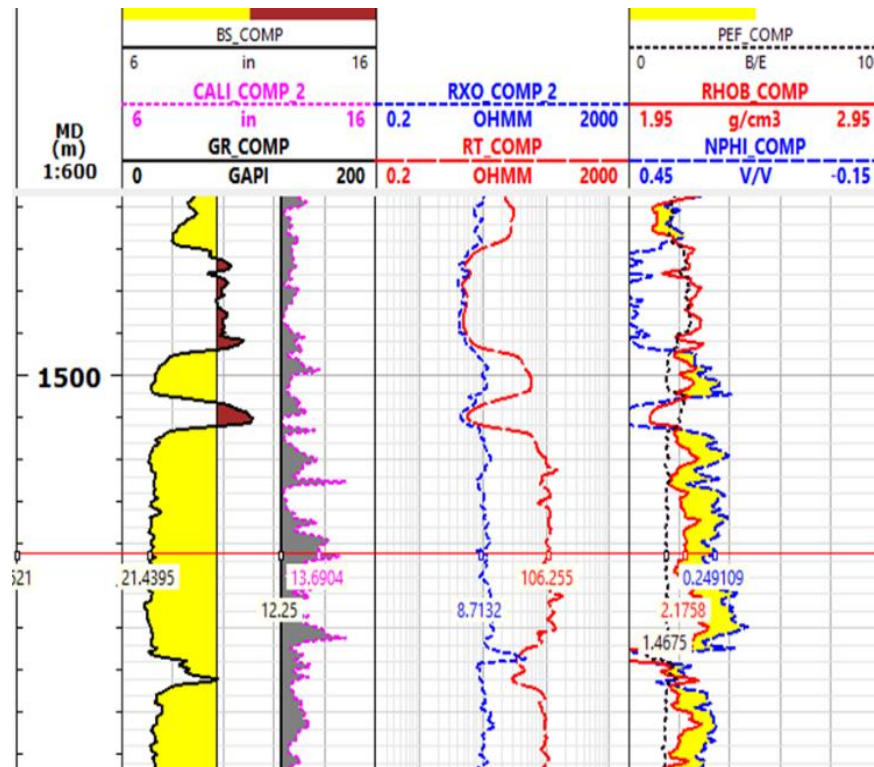 BS_COMP PEF_COMP
6 in 16 0 B/E 10
CALI_COMP_2 RXO_COMP_2 RHOB_COMP
MD 6 in 16 0.2 OHMM 2000 1.95 g/cm3 2.95
(m) GR_COMP RT_COMP NPHI_COMP
1:600 0 GAPI 200 0.2 OHMM 2000 0.45 V/V -0.15
1500
521 21.4395 13.6904 106.255 0.249109
12.25 8.7132 2.1758
1.4675